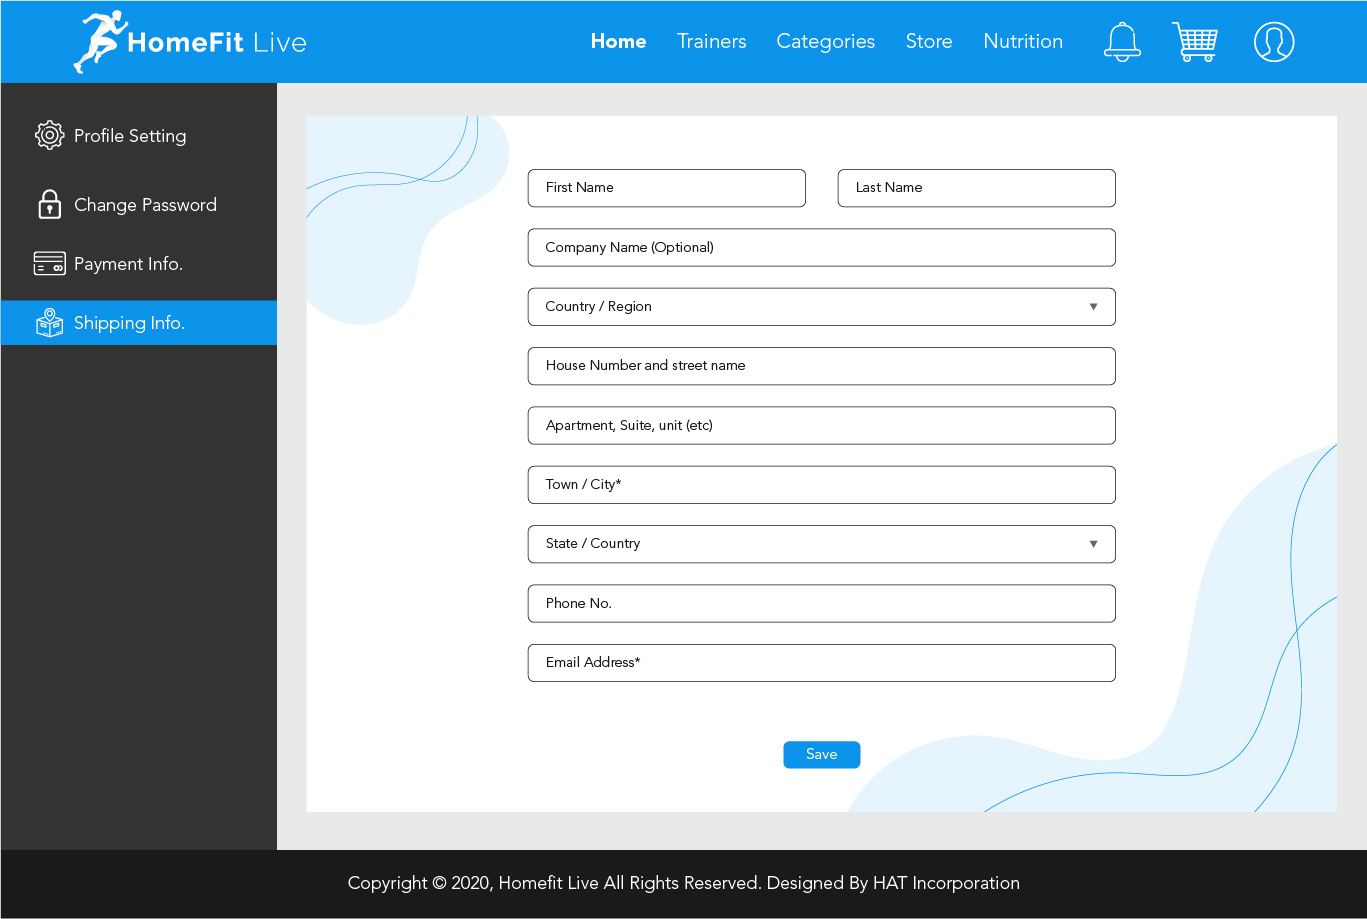 HomeFit Live
Home Trainers Categories Store Nutrition
Profile Setting
Change Password
Payment Info.
Shipping Info.
First Name Last Name
Company Name (Optional)
Country / Region
House Number and street name
Apartment, Suite, unit (etc)
Town / City*
State / Country
Phone No.
Email Address*
Save
Copyright © 2020, Homefit Live All Rights Reserved. Designed By HAT Incorporation